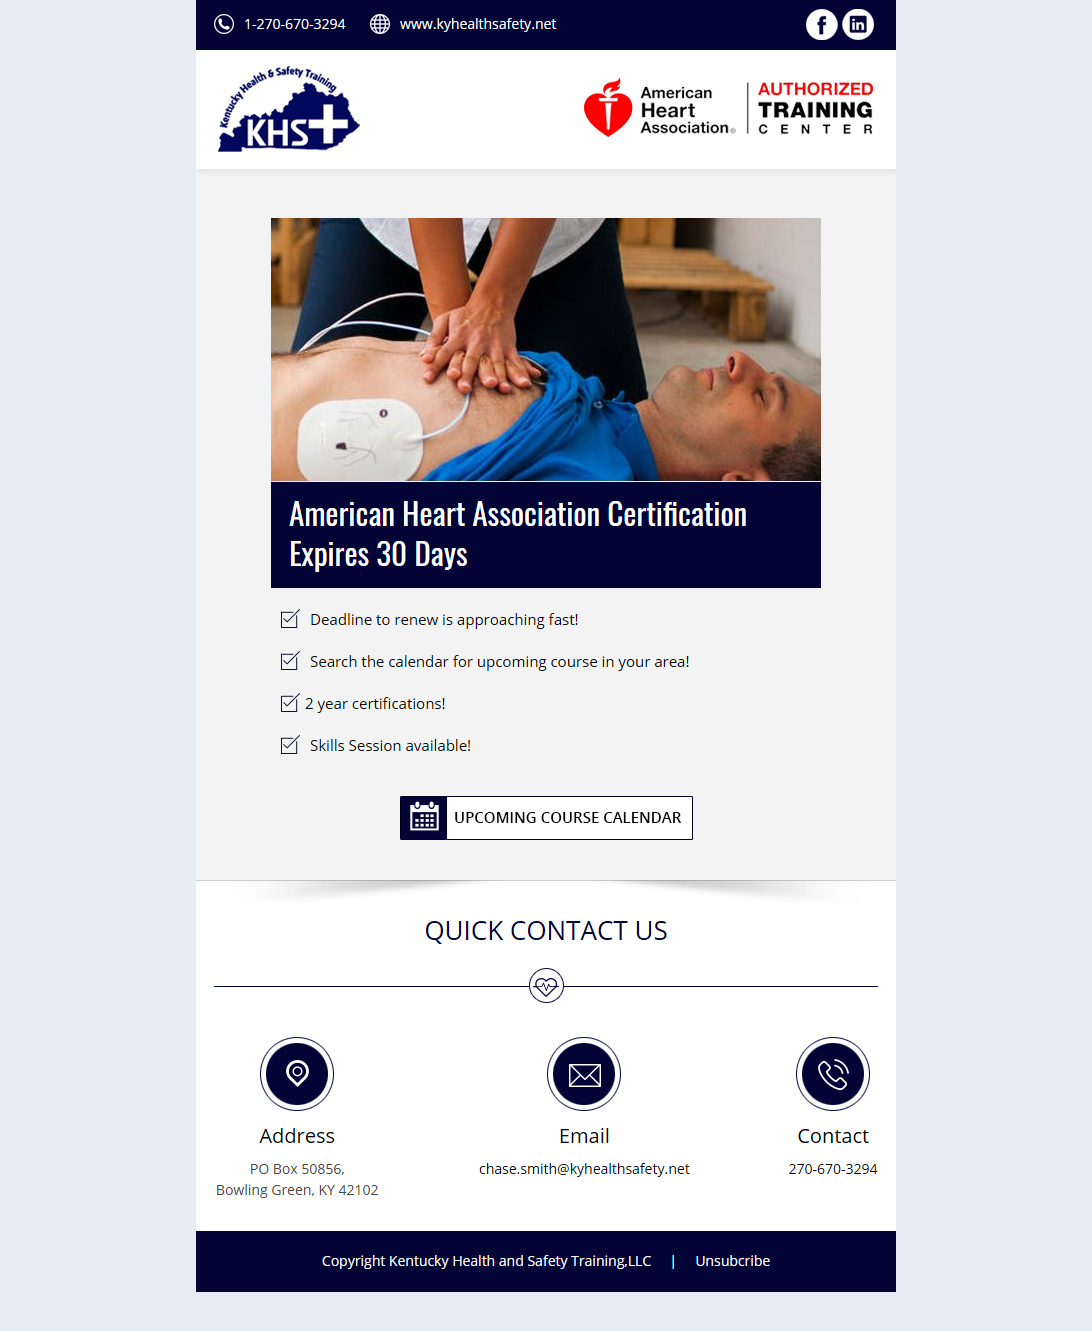 1-270-670-3294
www.kyhealthsafety.net
Kentucky Health & Safety Training
KHS
American
Heart
Association®
AUTHORIZED
TRAINING
CENTER
American Heart Association Certification
Expires 30 Days
Deadline to renew is approaching fast!
Search the calendar for upcoming course in your area!
2 year certifications!
Skills Session available!
UPCOMING COURSE CALENDAR
QUICK CONTACT US
Address
PO Box 50856,
Bowling Green, KY 42102
Email
chase.smith@kyhealthsafety.net
Contact
270-670-3294
Copyright Kentucky Health and Safety Training,LLC | Unsubcribe